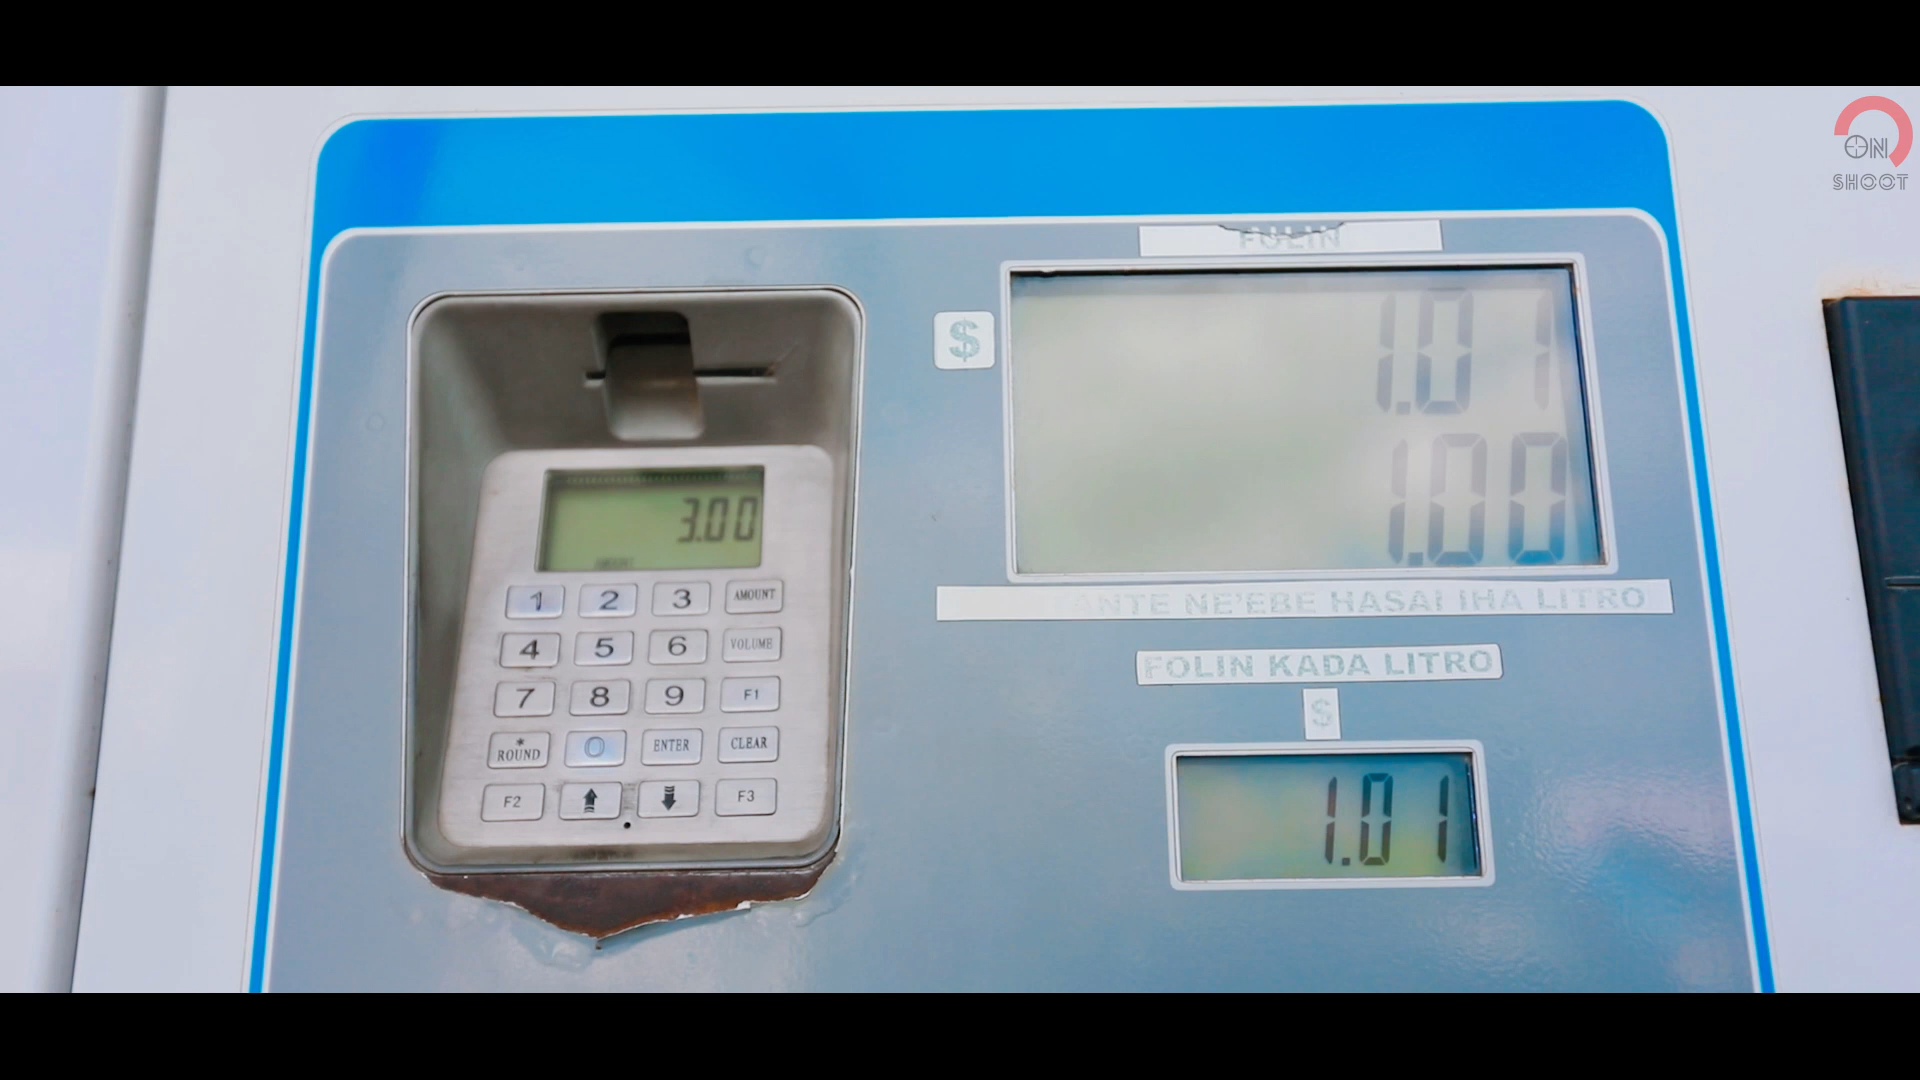 ON
SHOOT
FOLIN
$
1.01
1.00
ANTE NE'EBE HASAI IHA LITRO
FOLIN KADA LITRO
$
1.01
3.00
1 2 3 AMOUNT
4 5 6 VOLUME
7 8 9 F1
* ROUND 0 ENTER CLEAR
F2 F3